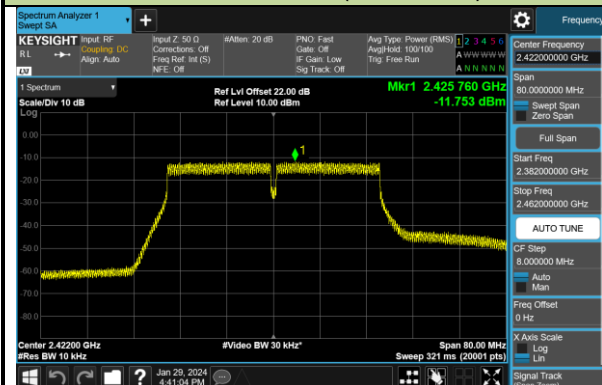 Spectrum Analyzer 1
Swept SA
+
Frequency
KEYSIGHT
RL
LXI
Input: RF
Coupling: DC
Align: Auto
Input Z: 50 Ω
Corrections: Off
Freq Ref: Int (S)
NFE: Off
#Atten: 20 dB
PNO: Fast
Gate: Off
IF Gain: Low
Sig Track: Off
Avg Type: Power (RMS)
Avg|Hold: 100/100
Trig: Free Run
1 2 3 4 5 6
A W W W W W
A N N N N N
1 Spectrum
Scale/Div 10 dB
Log
Ref Lvl Offset 22.00 dB
Ref Level 10.00 dBm
Mkr1 2.425 760 GHz
-11.753 dBm
1
0.00
-10.0
-20.0
-30.0
-40.0
-50.0
-60.0
-70.0
-80.0
Center 2.42200 GHz
#Res BW 10 kHz
#Video BW 30 kHz*
Span 80.00 MHz
Sweep 321 ms (20001 pts)
Center Frequency
2.422000000 GHz
Span
80.0000000 MHz
Swept Span
Zero Span
Full Span
Start Freq
2.382000000 GHz
Stop Freq
2.462000000 GHz
AUTO TUNE
CF Step
8.000000 MHz
Auto
Man
Freq Offset
0 Hz
X Axis Scale
Log
Lin
Signal Track
?
Jan 29, 2024
4:41:04 PM